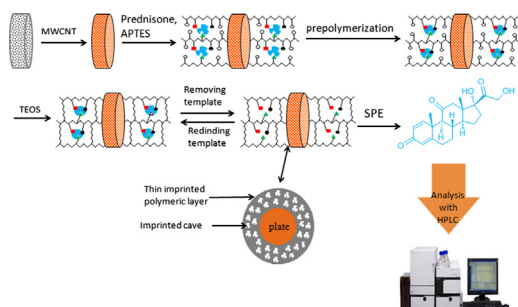 MWCNT
Prednisone,
APTES
prepolymerization
TEOS
Removing
template
Redinding
template
SPE
OH
O
O
HO
O
Thin imprinted
polymeric layer
Imprinted cave
plate
Analysis
with
HPLC